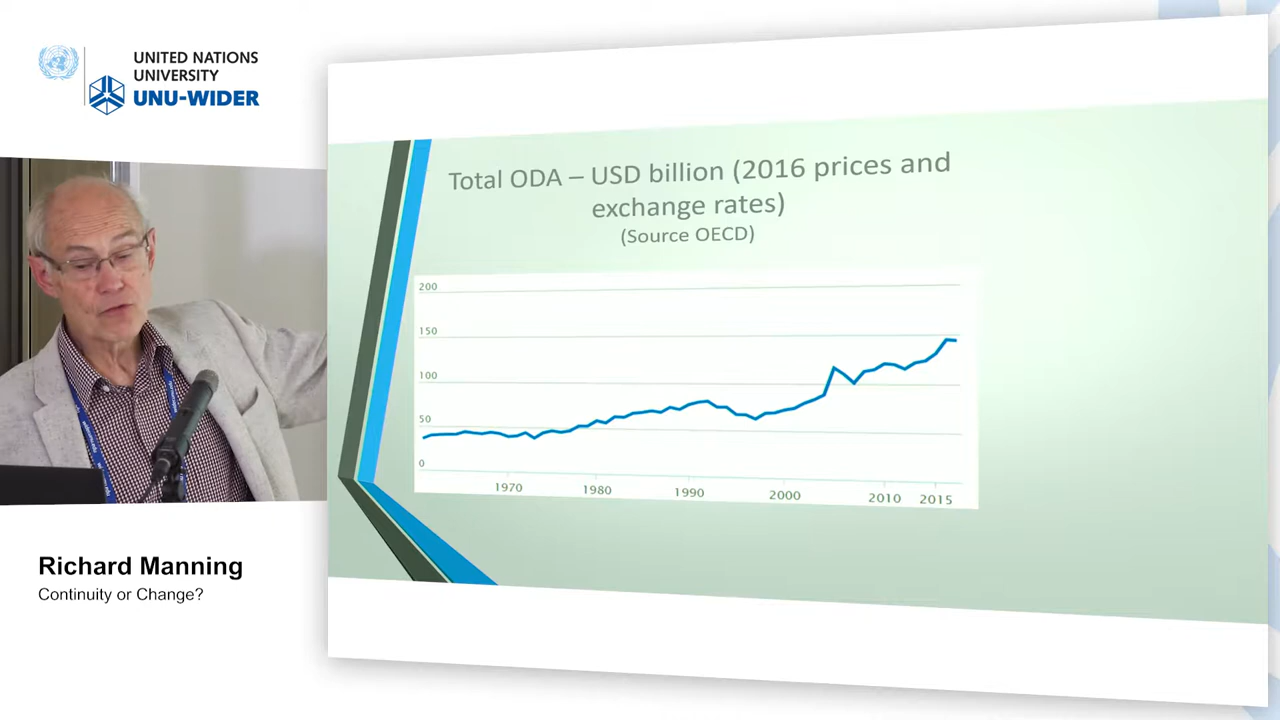 UNITED NATIONS
UNIVERSITY
UNU-WIDER
Total ODA – USD billion (2016 prices and
exchange rates)
(Source OECD)
200
150
100
50
0
1970 1980 1990 2000 2010 2015
Richard Manning
Continuity or Change?